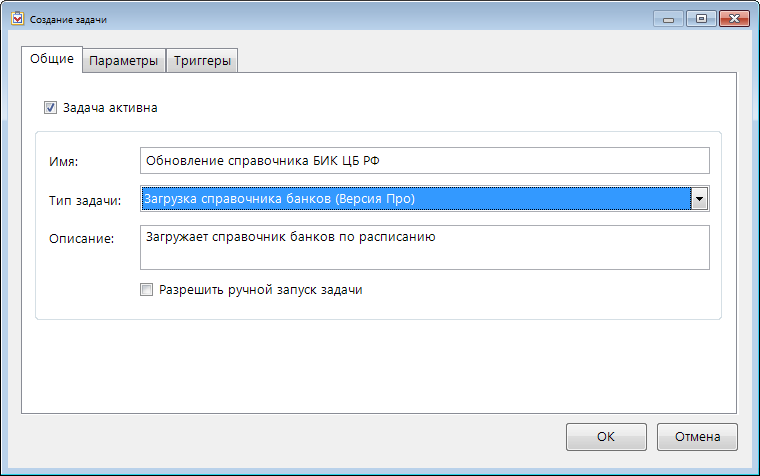 Создание задачи
Общие Параметры Триггеры
Задача активна
Имя: Обновление справочника БИК ЦБ РФ
Тип задачи: Загрузка справочника банков (Версия Про)
Описание: Загружает справочник банков по расписанию
Разрешить ручной запуск задачи
OK Отмена